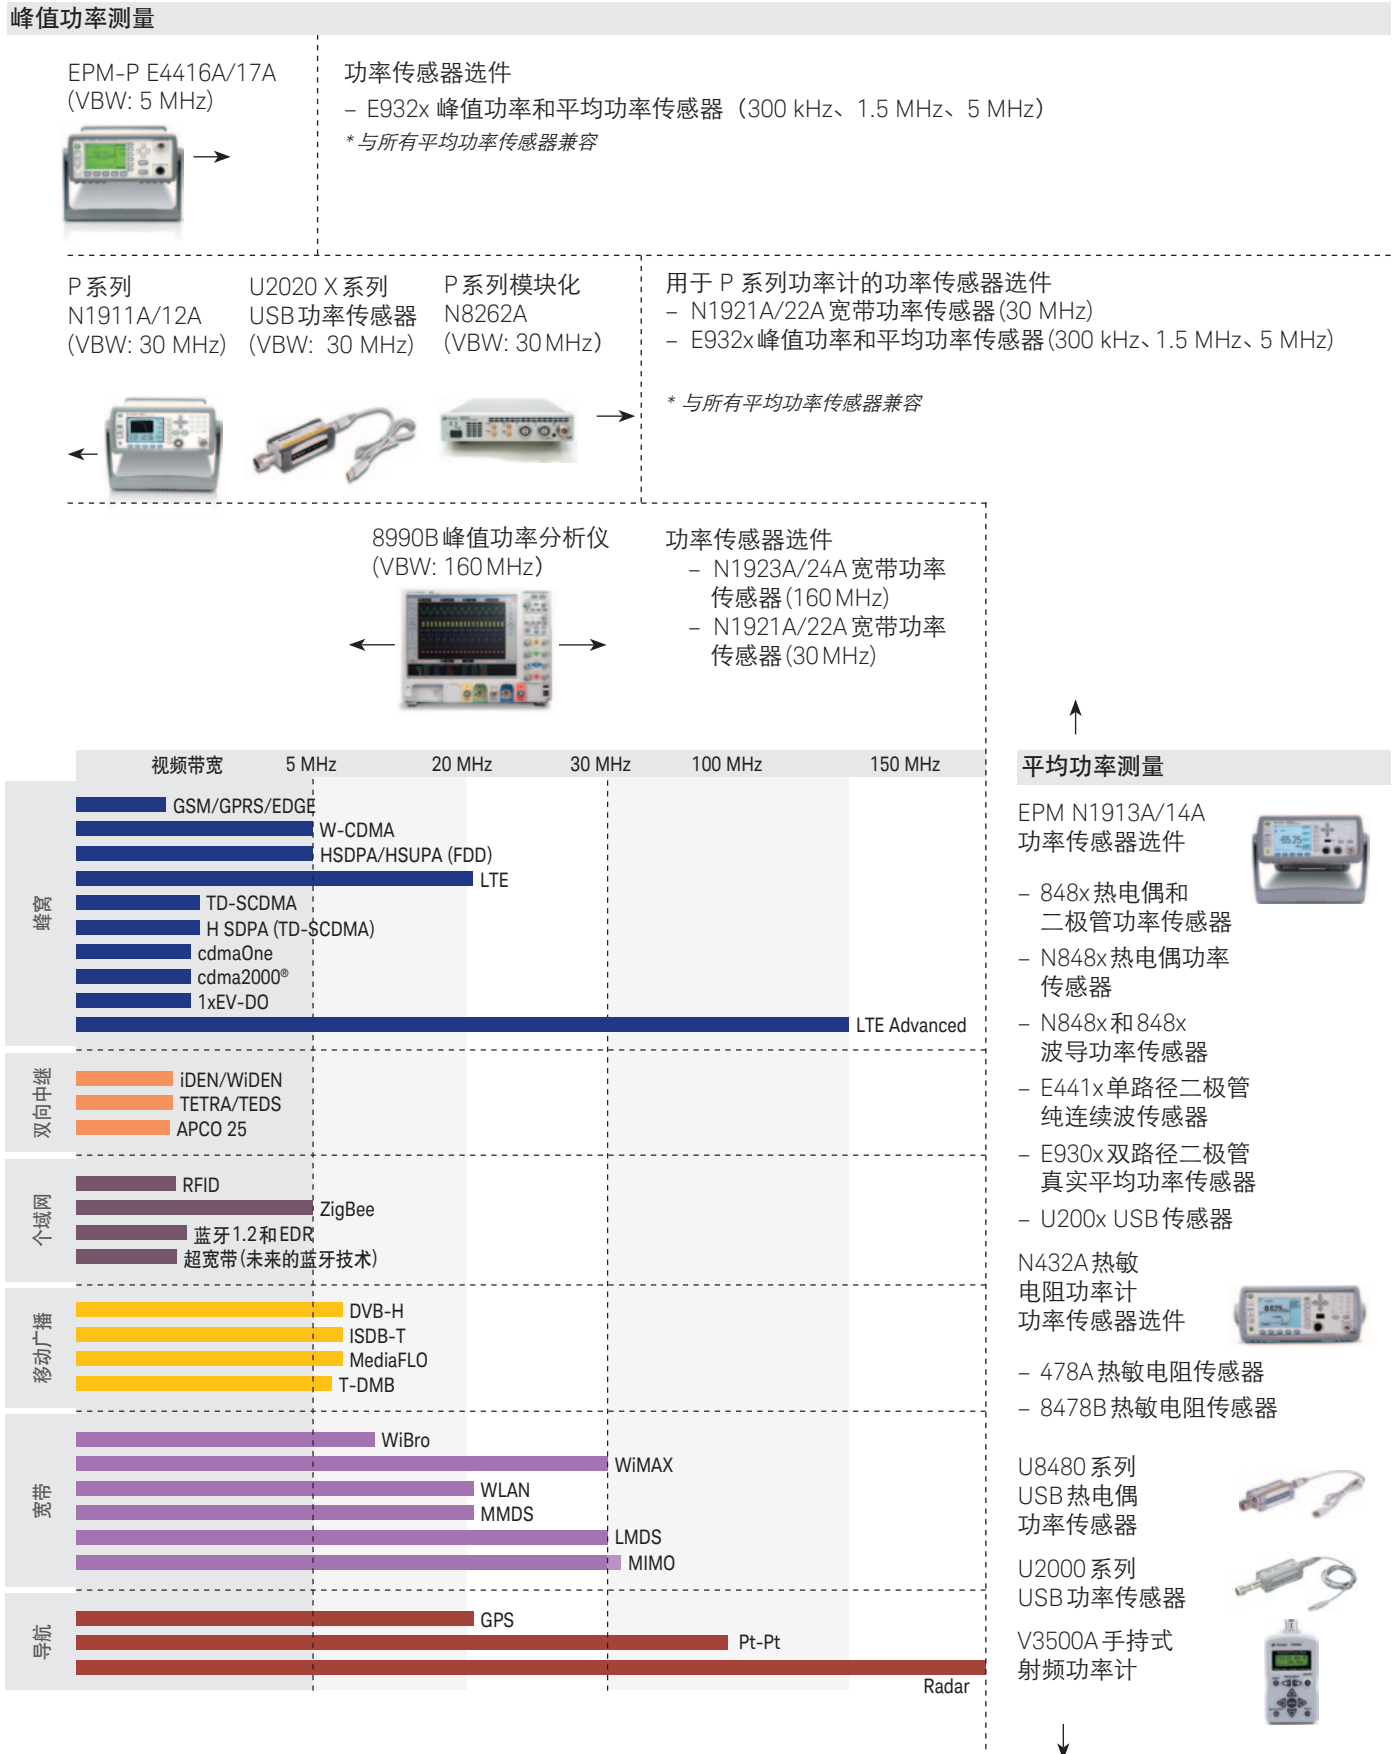 峰值功率测量
EPM-P E4416A/17A
(VBW: 5 MHz)
功率传感器选件
– E932x 峰值功率和平均功率传感器（300 kHz、1.5 MHz、5 MHz）
* 与所有平均功率传感器兼容
P 系列
N1911A/12A
(VBW: 30 MHz)
U2020 X 系列
USB 功率传感器
(VBW: 30 MHz)
P 系列模块化
N8262A
(VBW: 30 MHz）
用于 P 系列功率计的功率传感器选件
– N1921A/22A 宽带功率传感器 (30 MHz)
– E932x 峰值功率和平均功率传感器 (300 kHz、1.5 MHz、5 MHz)
* 与所有平均功率传感器兼容
8990B 峰值功率分析仪
(VBW: 160 MHz）
功率传感器选件
– N1923A/24A 宽带功率
传感器 (160 MHz)
– N1921A/22A 宽带功率
传感器 (30 MHz)
视频带宽 5 MHz 20 MHz 30 MHz 100 MHz 150 MHz
蜂窝
GSM/GPRS/EDGE
W-CDMA
HSDPA/HSUPA (FDD)
LTE
TD-SCDMA
H SDPA (TD-SCDMA)
cdmaOne
cdma2000®
1xEV-DO
LTE Advanced
双向中继
iDEN/WiDEN
TETRA/TEDS
APCO 25
个域网
RFID
ZigBee
蓝牙1.2和EDR
超宽带 (未来的蓝牙技术)
移动广播
DVB-H
ISDB-T
MediaFLO
T-DMB
宽带
WiBro
WiMAX
WLAN
MMDS
LMDS
MIMO
导航
GPS
Pt-Pt
Radar
平均功率测量
EPM N1913A/14A
功率传感器选件
– 848x 热电偶和
二极管功率传感器
– N848x 热电偶功率
传感器
– N848x 和 848x
波导功率传感器
– E441x 单路径二极管
纯连续波传感器
– E930x 双路径二极管
真实平均功率传感器
– U200x USB 传感器
N432A 热敏
电阻功率计
功率传感器选件
– 478A 热敏电阻传感器
– 8478B 热敏电阻传感器
U8480 系列
USB 热电偶
功率传感器
U2000 系列
USB 功率传感器
V3500A 手持式
射频功率计